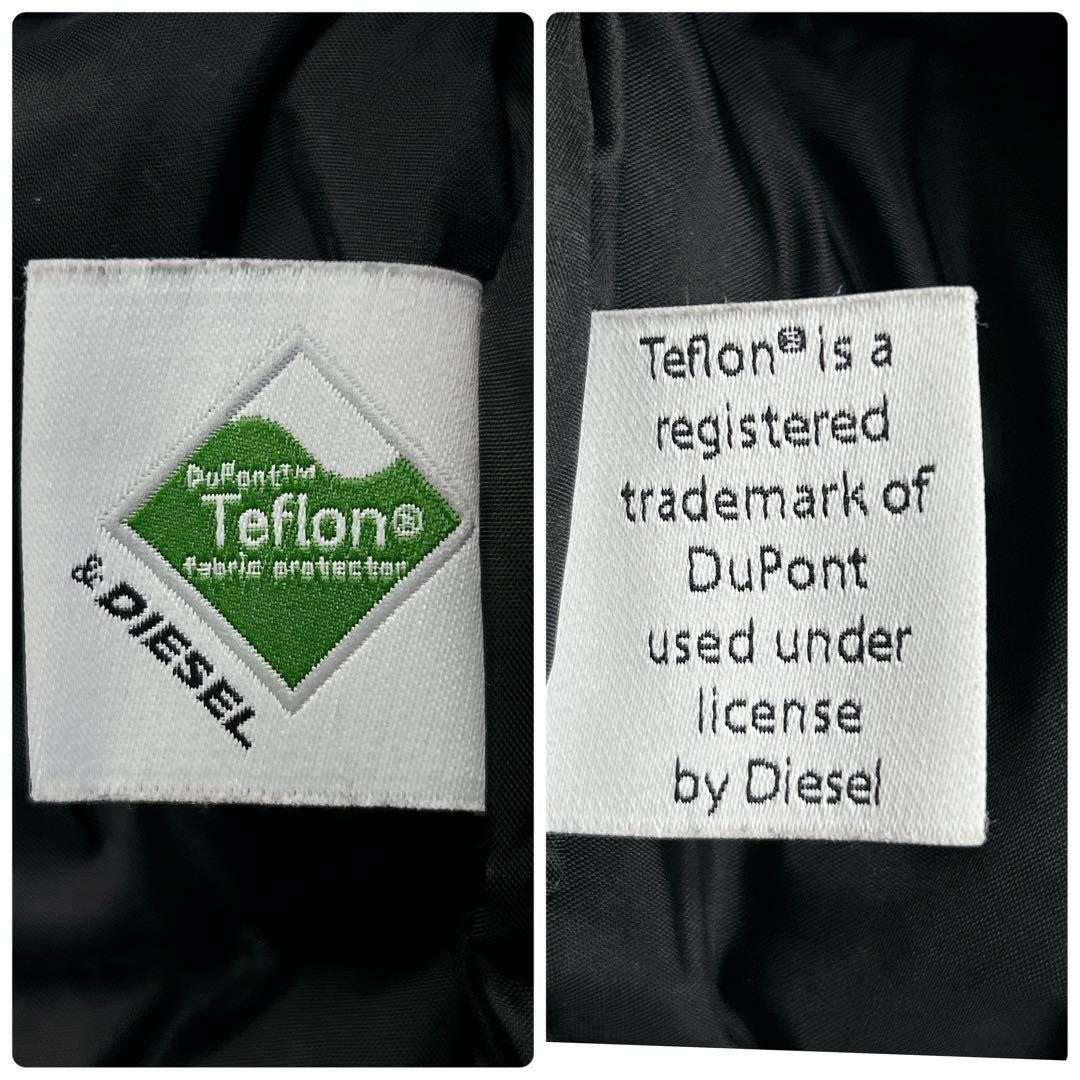 DuPont™
Teflon®
fabric protector
& DIESEL
Teflon® is a
registered
trademark of
DuPont
used under
license
by Diesel